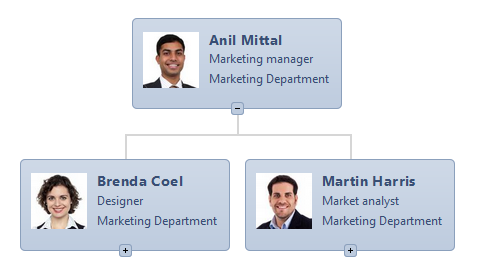 Anil Mittal
Marketing manager
Marketing Department
Brenda Coel
Designer
Marketing Department
Martin Harris
Market analyst
Marketing Department